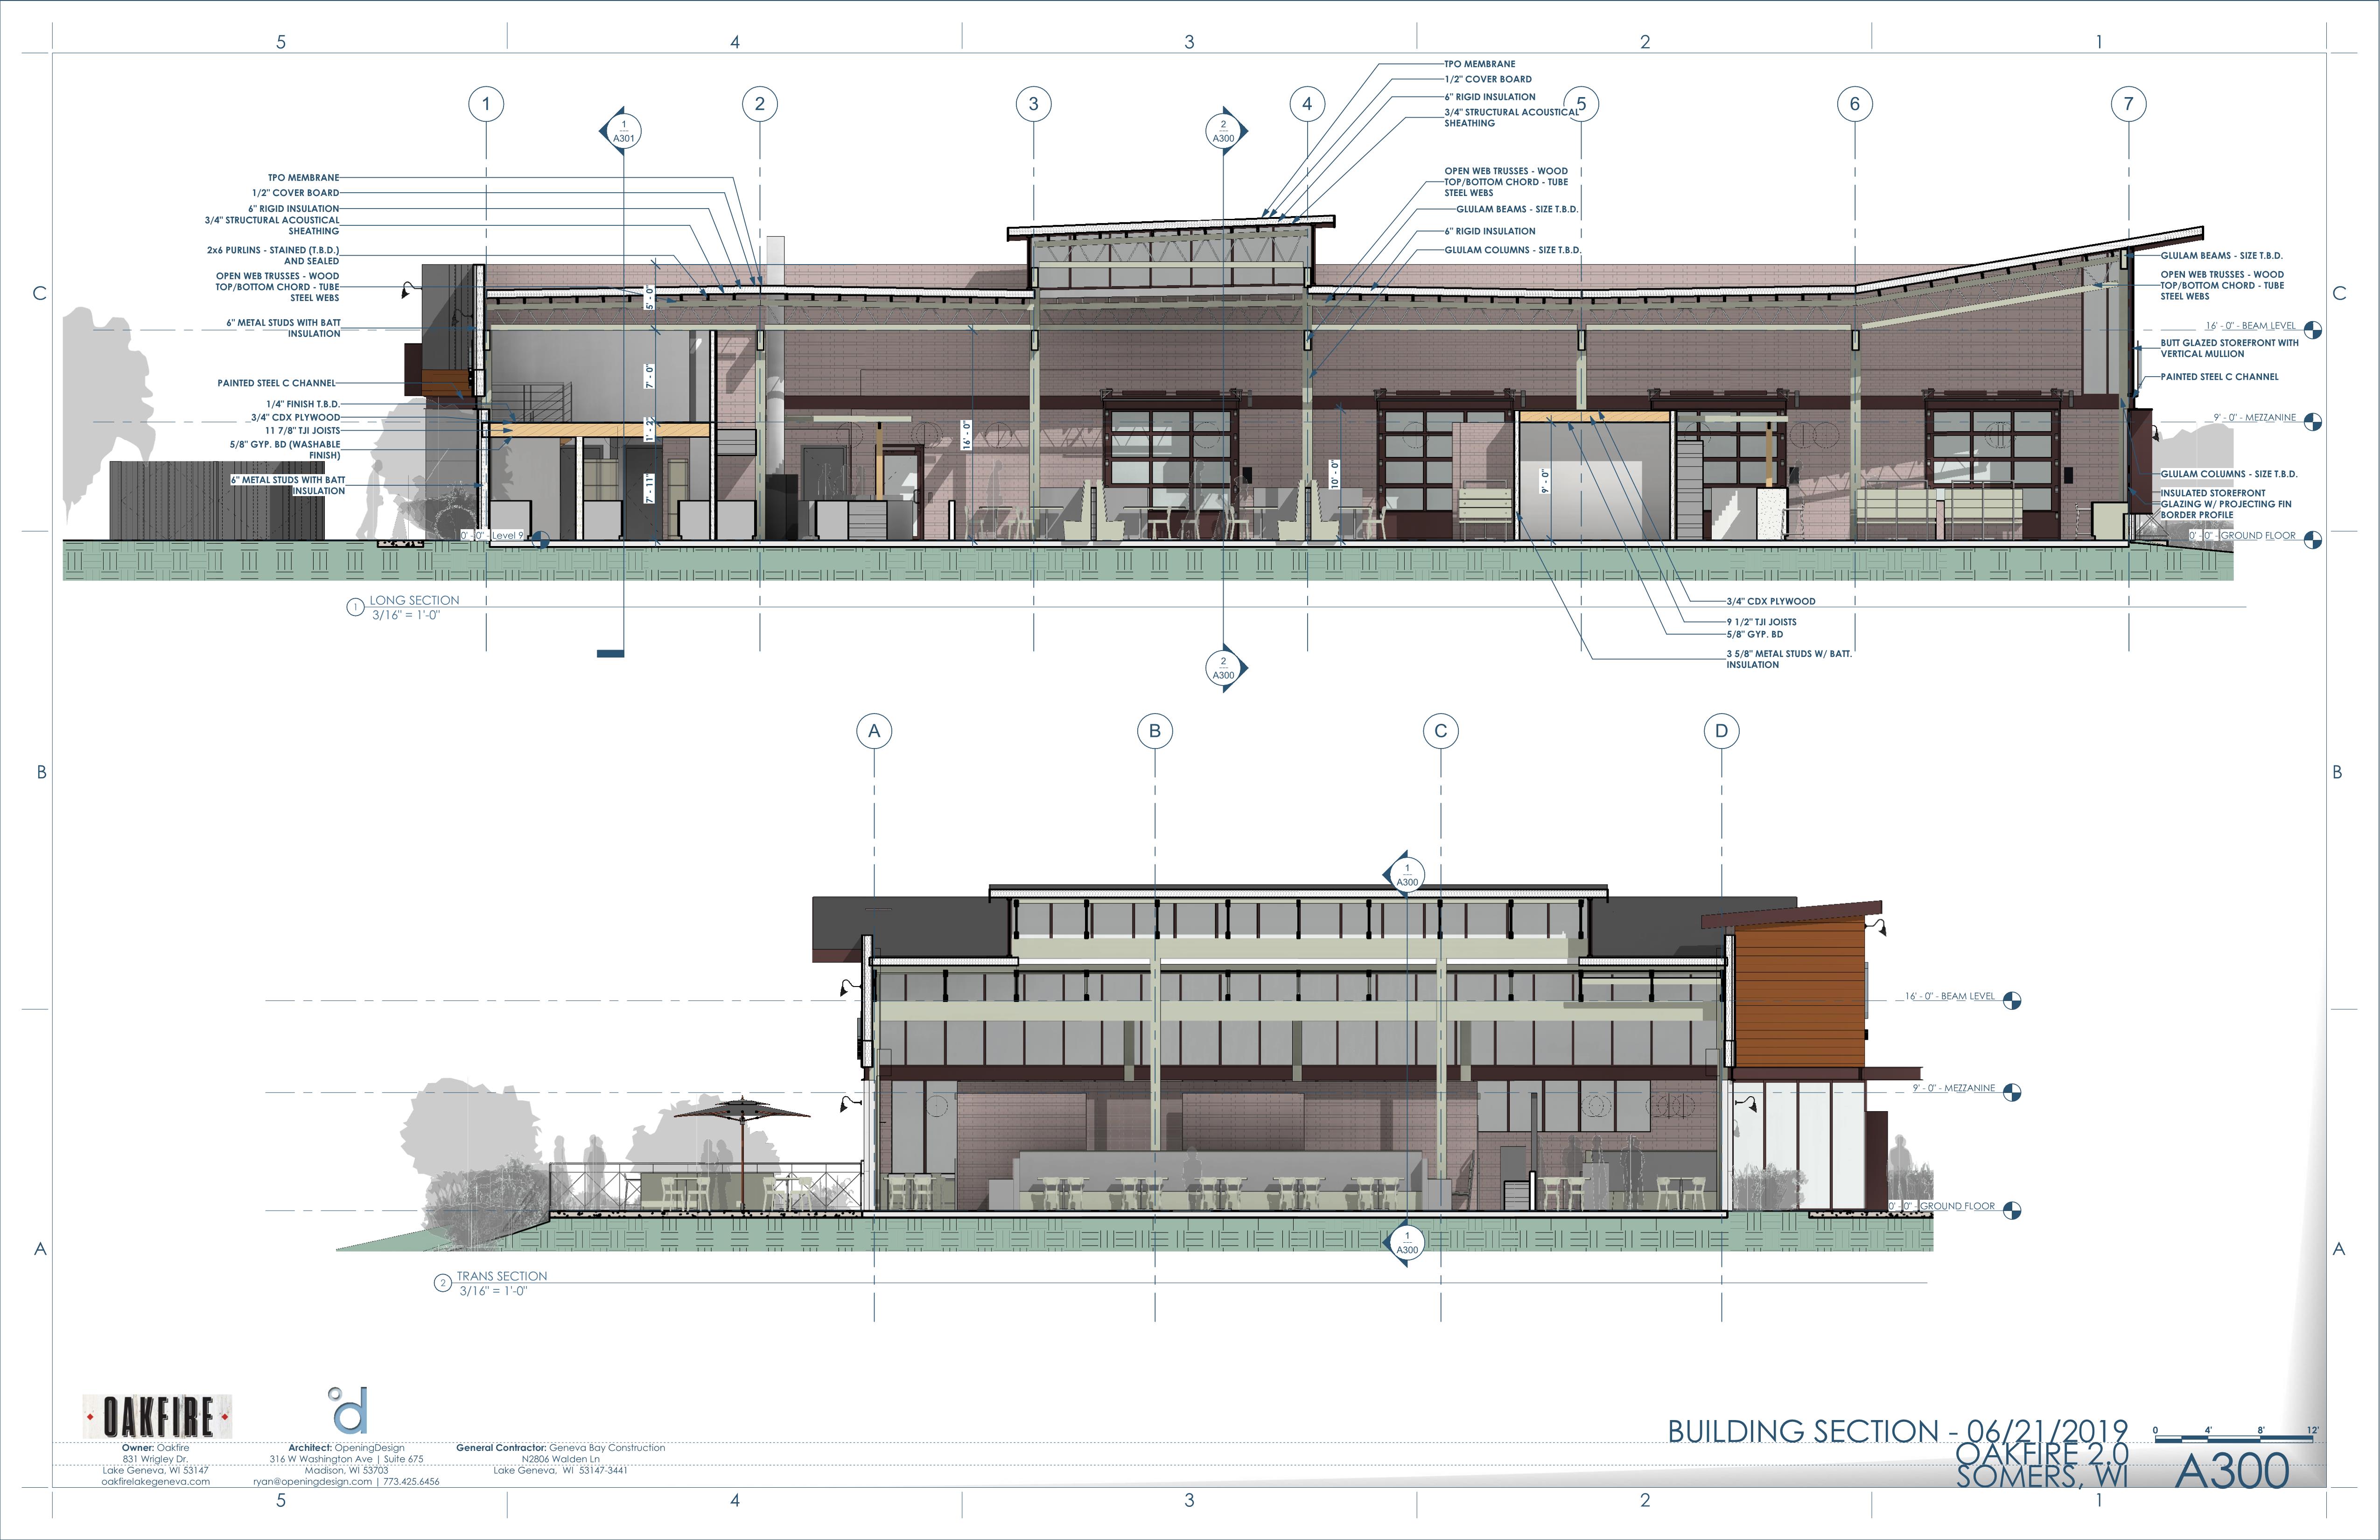 5
4
3
2
1
1
2
3
4
5
6
7
1
A301
2
A300
TPO MEMBRANE
1/2" COVER BOARD
6" RIGID INSULATION
3/4" STRUCTURAL ACOUSTICAL
SHEATHING
TPO MEMBRANE
1/2" COVER BOARD
6" RIGID INSULATION
3/4" STRUCTURAL ACOUSTICAL
SHEATHING
2x6 PURLINS - STAINED (T.B.D.)
AND SEALED
OPEN WEB TRUSSES - WOOD
TOP/BOTTOM CHORD - TUBE
STEEL WEBS
6" METAL STUDS WITH BATT
INSULATION
PAINTED STEEL C CHANNEL
1/4" FINISH T.B.D.
3/4" CDX PLYWOOD
11 7/8" TJI JOISTS
5/8" GYP. BD (WASHABLE
FINISH)
6" METAL STUDS WITH BATT
INSULATION
0' - 0" - Level 9
OPEN WEB TRUSSES - WOOD
TOP/BOTTOM CHORD - TUBE
STEEL WEBS
GLULAM BEAMS - SIZE T.B.D.
6" RIGID INSULATION
GLULAM COLUMNS - SIZE T.B.D.
5' - 0"
7' - 0"
1' - 2"
7' - 11"
16' - 0"
10' - 0"
9' - 0"
GLULAM BEAMS - SIZE T.B.D.
OPEN WEB TRUSSES - WOOD
TOP/BOTTOM CHORD - TUBE
STEEL WEBS
16' - 0" - BEAM LEVEL
BUTT GLAZED STOREFRONT WITH
VERTICAL MULLION
PAINTED STEEL C CHANNEL
9' - 0" - MEZZANINE
GLULAM COLUMNS - SIZE T.B.D.
INSULATED STOREFRONT
GLAZING W/ PROJECTING FIN
BORDER PROFILE
0' - 0" - GROUND FLOOR
C
C
1
LONG SECTION
3/16" = 1'-0"
2
A300
3/4" CDX PLYWOOD
9 1/2" TJI JOISTS
5/8" GYP. BD
3 5/8" METAL STUDS W/ BATT.
INSULATION
B
B
A
B
C
D
1
A300
16' - 0" - BEAM LEVEL
9' - 0" - MEZZANINE
0' - 0" - GROUND FLOOR
1
A300
A
A
2
TRANS SECTION
3/16" = 1'-0"
OAKFIRE
d
Owner: Oakfire
831 Wrigley Dr.
Lake Geneva, WI 53147
oakfirelakegeneva.com
Architect: OpeningDesign
316 W Washington Ave | Suite 675
Madison, WI 53703
ryan@openingdesign.com | 773.425.6456
General Contractor: Geneva Bay Construction
N2806 Walden Ln
Lake Geneva, WI 53147-3441
BUILDING SECTION - 06/21/2019
OAKFIRE 2.0
SOMERS, WI
0 4' 8' 12'
A300
5
4
3
2
1